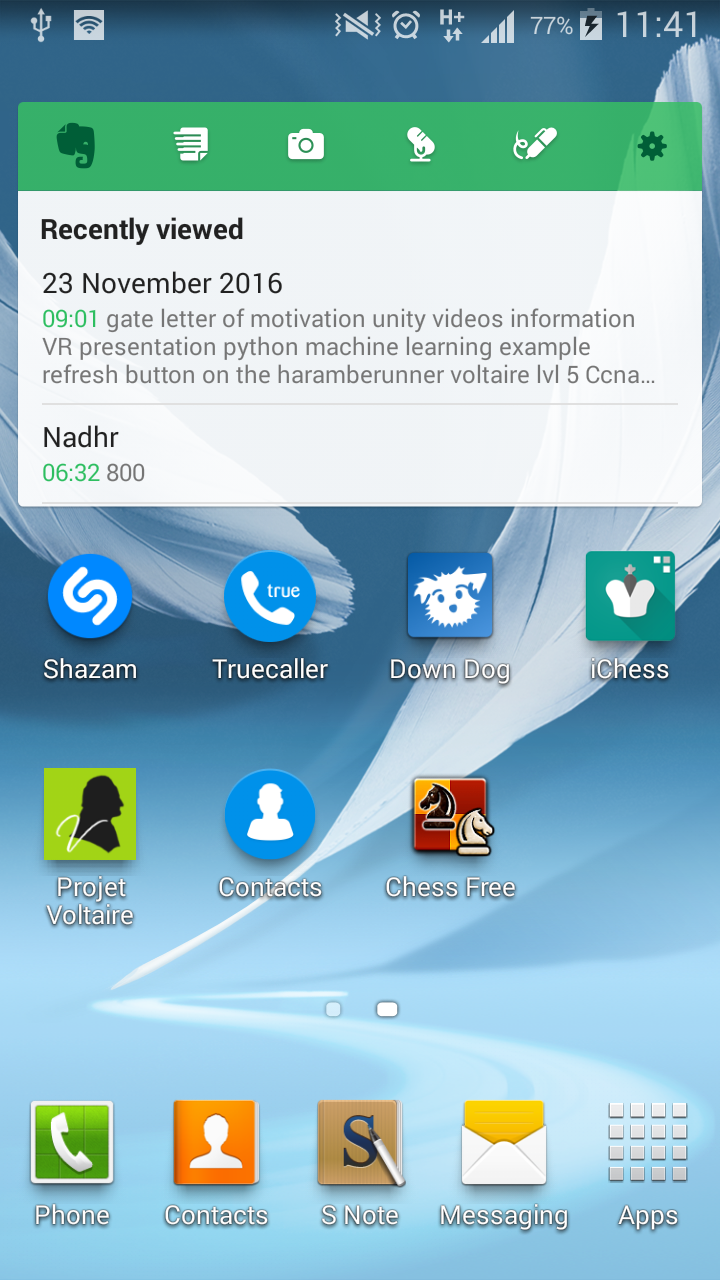 H+ 77% 11:41
Recently viewed
23 November 2016
09:01 gate letter of motivation unity videos information
VR presentation python machine learning example
refresh button on the haramberunner voltaire lvl 5 Ccna...
Nadhr
06:32 800
true
Shazam Truecaller Down Dog iChess
V
Projet Contacts Chess Free
Voltaire
S
Phone Contacts S Note Messaging Apps